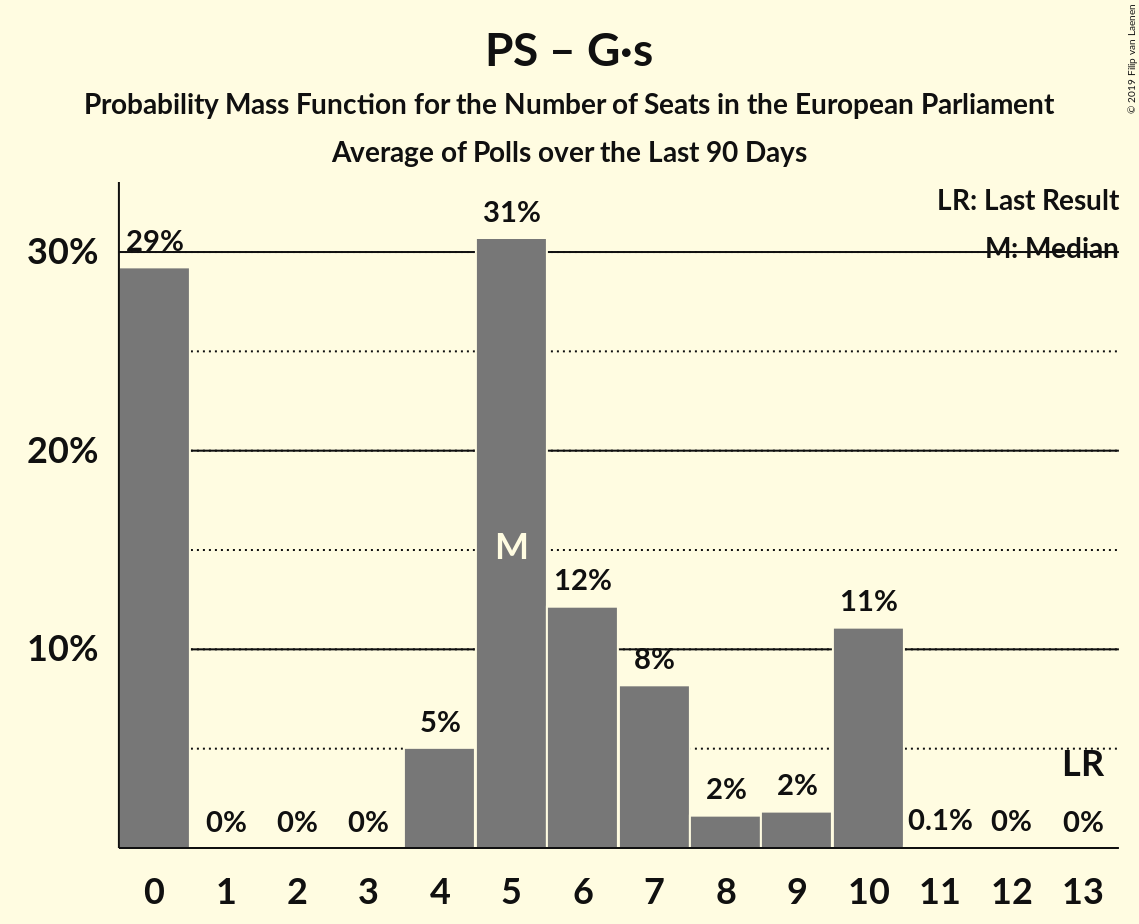 PS – G•s
Probability Mass Function for the Number of Seats in the European Parliament
Average of Polls over the Last 90 Days
© 2019 Filip van Laenen
LR: Last Result
M: Median
30%
20%
10%
29%
0%
0%
0%
5%
31%
M
12%
8%
2%
2%
11%
0.1%
0%
LR
0%
0 1 2 3 4 5 6 7 8 9 10 11 12 13